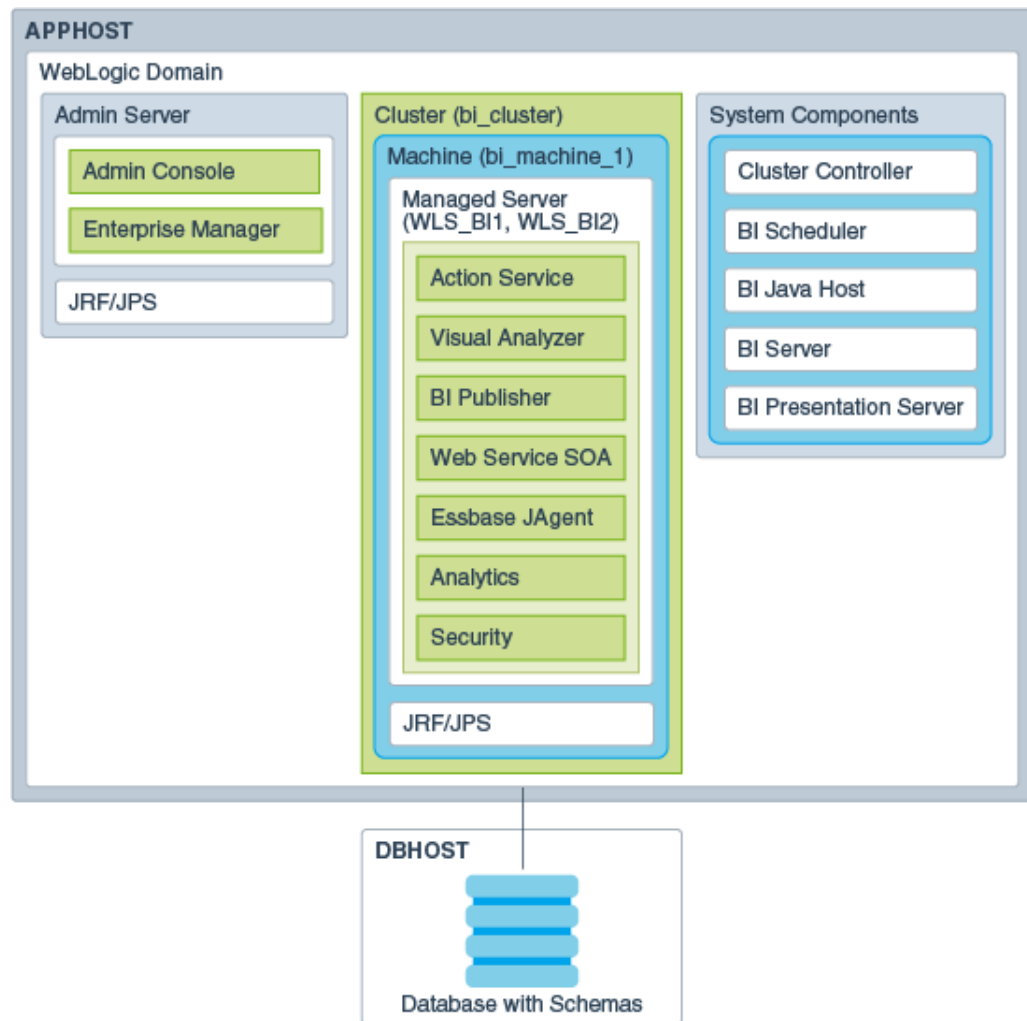 APPHOST
WebLogic Domain
Admin Server
Admin Console
Enterprise Manager
JRF/JPS
Cluster (bi_cluster)
Machine (bi_machine_1)
Managed Server
(WLS_BI1, WLS_BI2)
Action Service
Visual Analyzer
BI Publisher
Web Service SOA
Essbase JAgent
Analytics
Security
JRF/JPS
System Components
Cluster Controller
BI Scheduler
BI Java Host
BI Server
BI Presentation Server
DBHOST
Database with Schemas